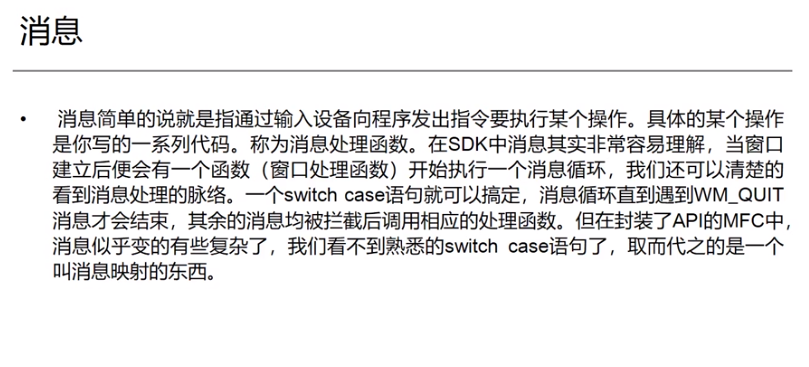 消息
• 消息简单的说就是指通过输入设备向程序发出指令要执行某个操作。具体的某个操作
是你写的一系列代码。称为消息处理函数。在SDK中消息其实非常容易理解，当窗口
建立后便会有一个函数（窗口处理函数）开始执行一个消息循环，我们还可以清楚的
看到消息处理的脉络。一个switch case语句就可以搞定，消息循环直到遇到WM_QUIT
消息才会结束，其余的消息均被拦截后调用相应的处理函数。但在封装了API的MFC中，
消息似乎变的有些复杂了，我们看不到熟悉的switch case语句了，取而代之的是一个
叫消息映射的东西。